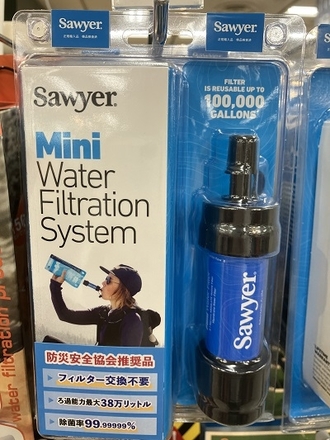 Sawyer
Sawyer
Sawyer
FILTER
IS REUSABLE UP TO
100,000
GALLONS
Mini
Water
Filtration
System
Sawyer
防災安全協会推奨品
フィルター交換不要
ろ過能力最大38万リットル
除菌率99.99999%
water filtration